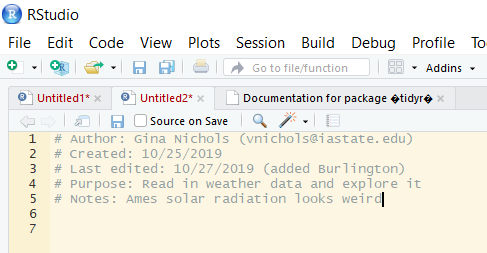 RStudio
File Edit Code View Plots Session Build Debug Profile To
Go to file/function Addins
Untitled1* Untitled2* Documentation for package �tidyr�
Source on Save
1 # Author: Gina Nichols (vnichols@iastate.edu)
2 # Created: 10/25/2019
3 # Last edited: 10/27/2019 (added Burlington)
4 # Purpose: Read in weather data and explore it
5 # Notes: Ames solar radiation looks weird
6
7